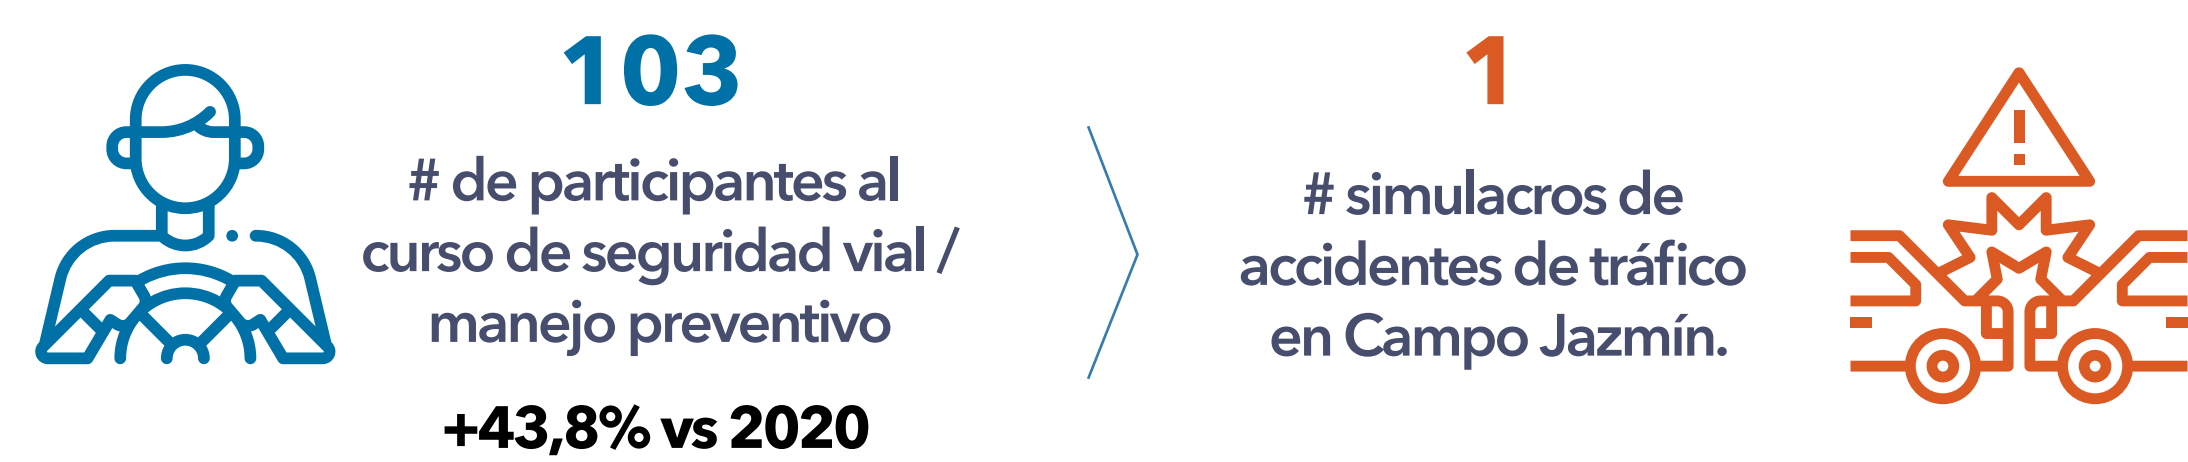 103
# de participantes al
curso de seguridad vial /
manejo preventivo
+43,8% vs 2020
1
# simulacros de
accidentes de tráfico
en Campo Jazmín.